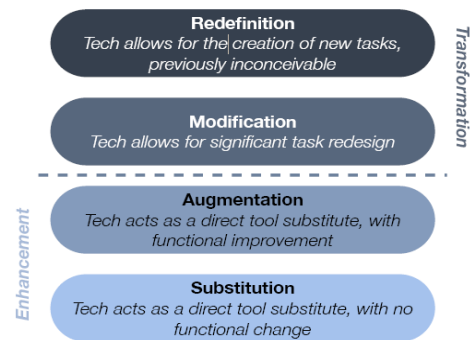 Redefinition
Tech allows for the creation of new tasks,
previously inconceivable
Transformation
Modification
Tech allows for significant task redesign
Augmentation
Tech acts as a direct tool substitute, with
functional improvement
Enhancement
Substitution
Tech acts as a direct tool substitute, with no
functional change